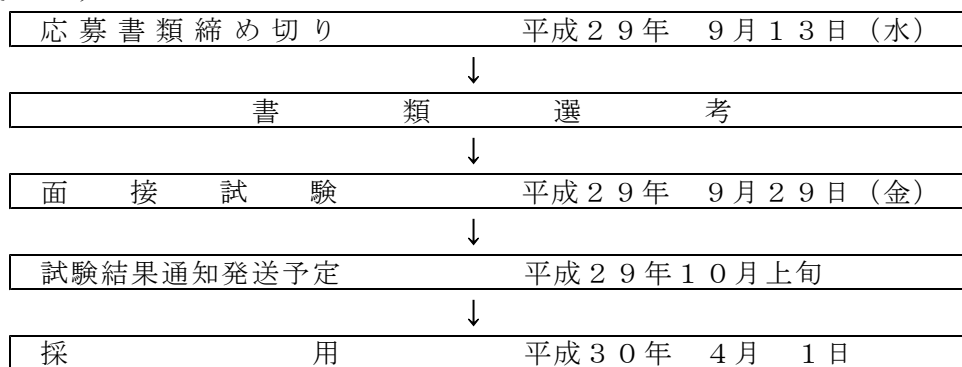 応募書類締め切り　平成２９年　９月１３日（水）
↓
書類選考
↓
面接試験　平成２９年　９月２９日（金）
↓
試験結果通知発送予定　平成２９年１０月上旬
↓
採用　平成３０年　４月　１日